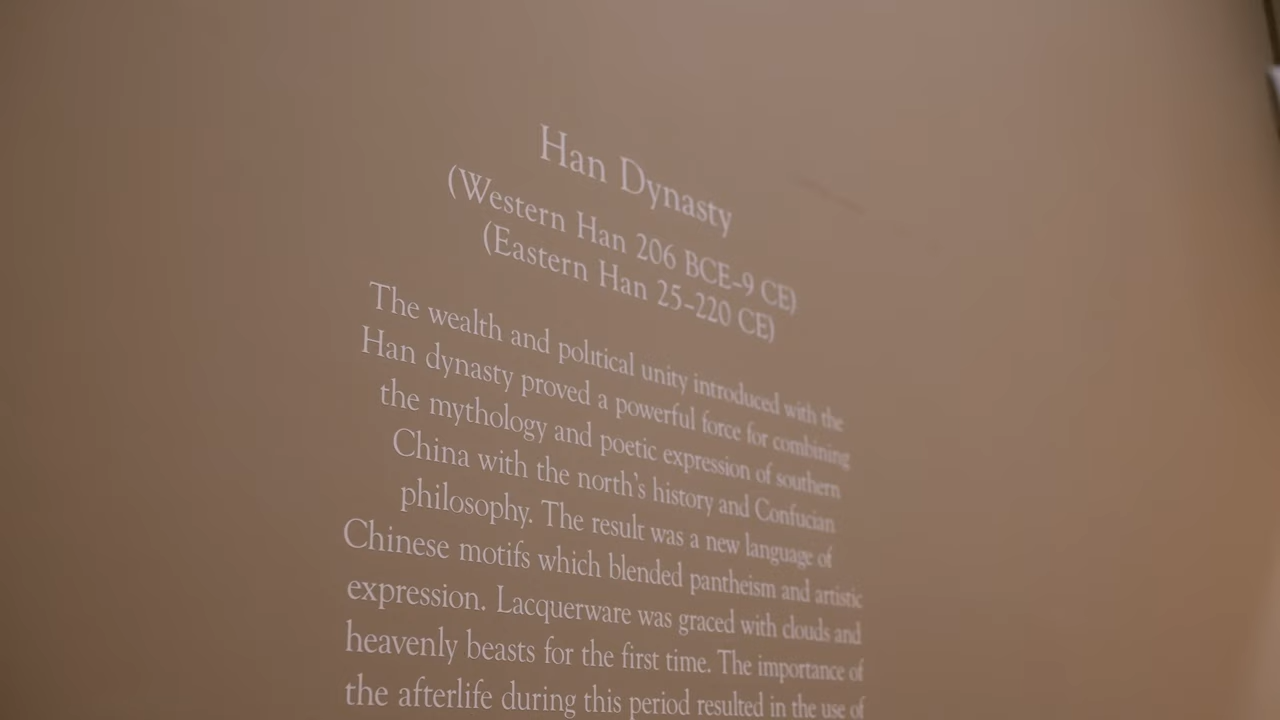 Han Dynasty
(Western Han 206 BCE–9 CE)
(Eastern Han 25–220 CE)
The wealth and political unity introduced with the
Han dynasty proved a powerful force for combining
the mythology and poetic expression of southern
China with the north's history and Confucian
philosophy. The result was a new language of
Chinese motifs which blended pantheism and artistic
expression. Lacquerware was graced with clouds and
heavenly beasts for the first time. The importance of
the afterlife during this period resulted in the use of